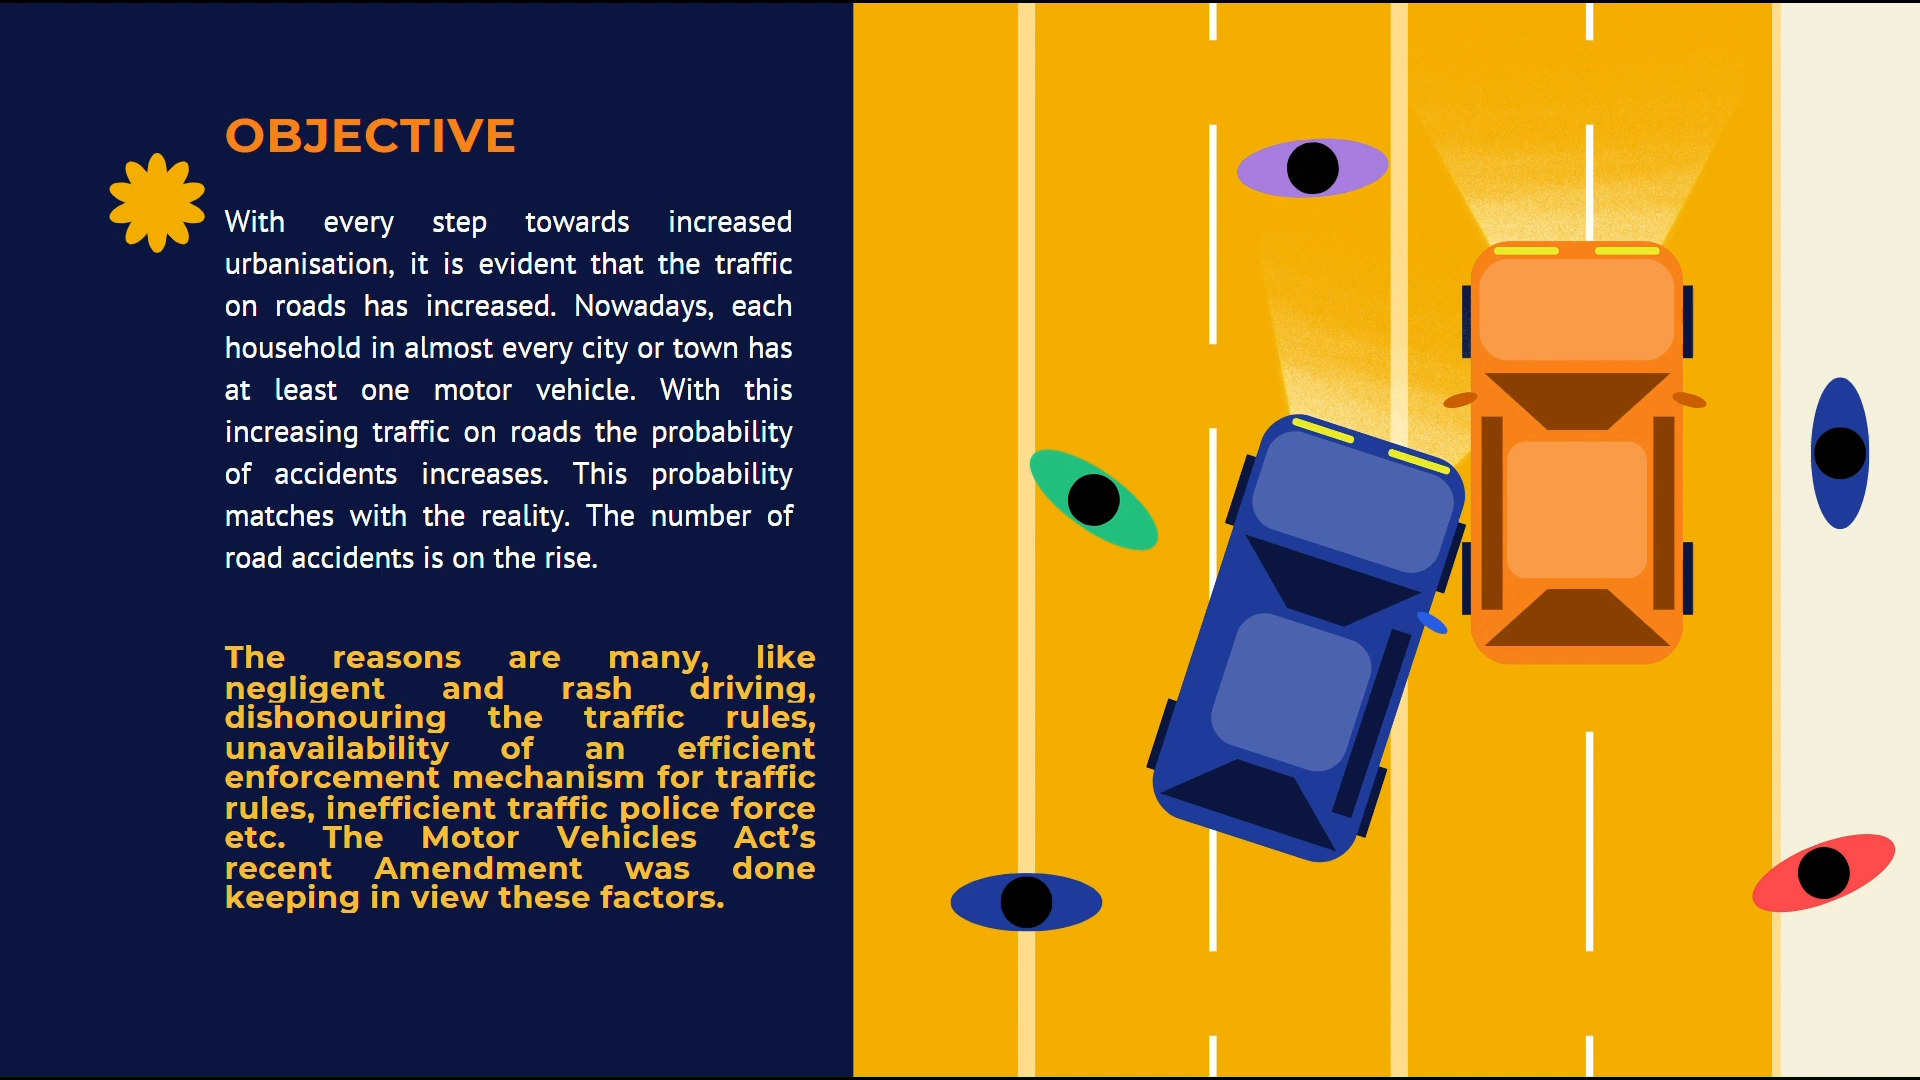 OBJECTIVE
With every step towards increased
urbanisation, it is evident that the traffic
on roads has increased. Nowadays, each
household in almost every city or town has
at least one motor vehicle. With this
increasing traffic on roads the probability
of accidents increases. This probability
matches with the reality. The number of
road accidents is on the rise.
The reasons are many, like
negligent and rash driving,
dishonouring the traffic rules,
unavailability of an efficient
enforcement mechanism for traffic
rules, inefficient traffic police force
etc. The Motor Vehicles Act’s
recent Amendment was done
keeping in view these factors.